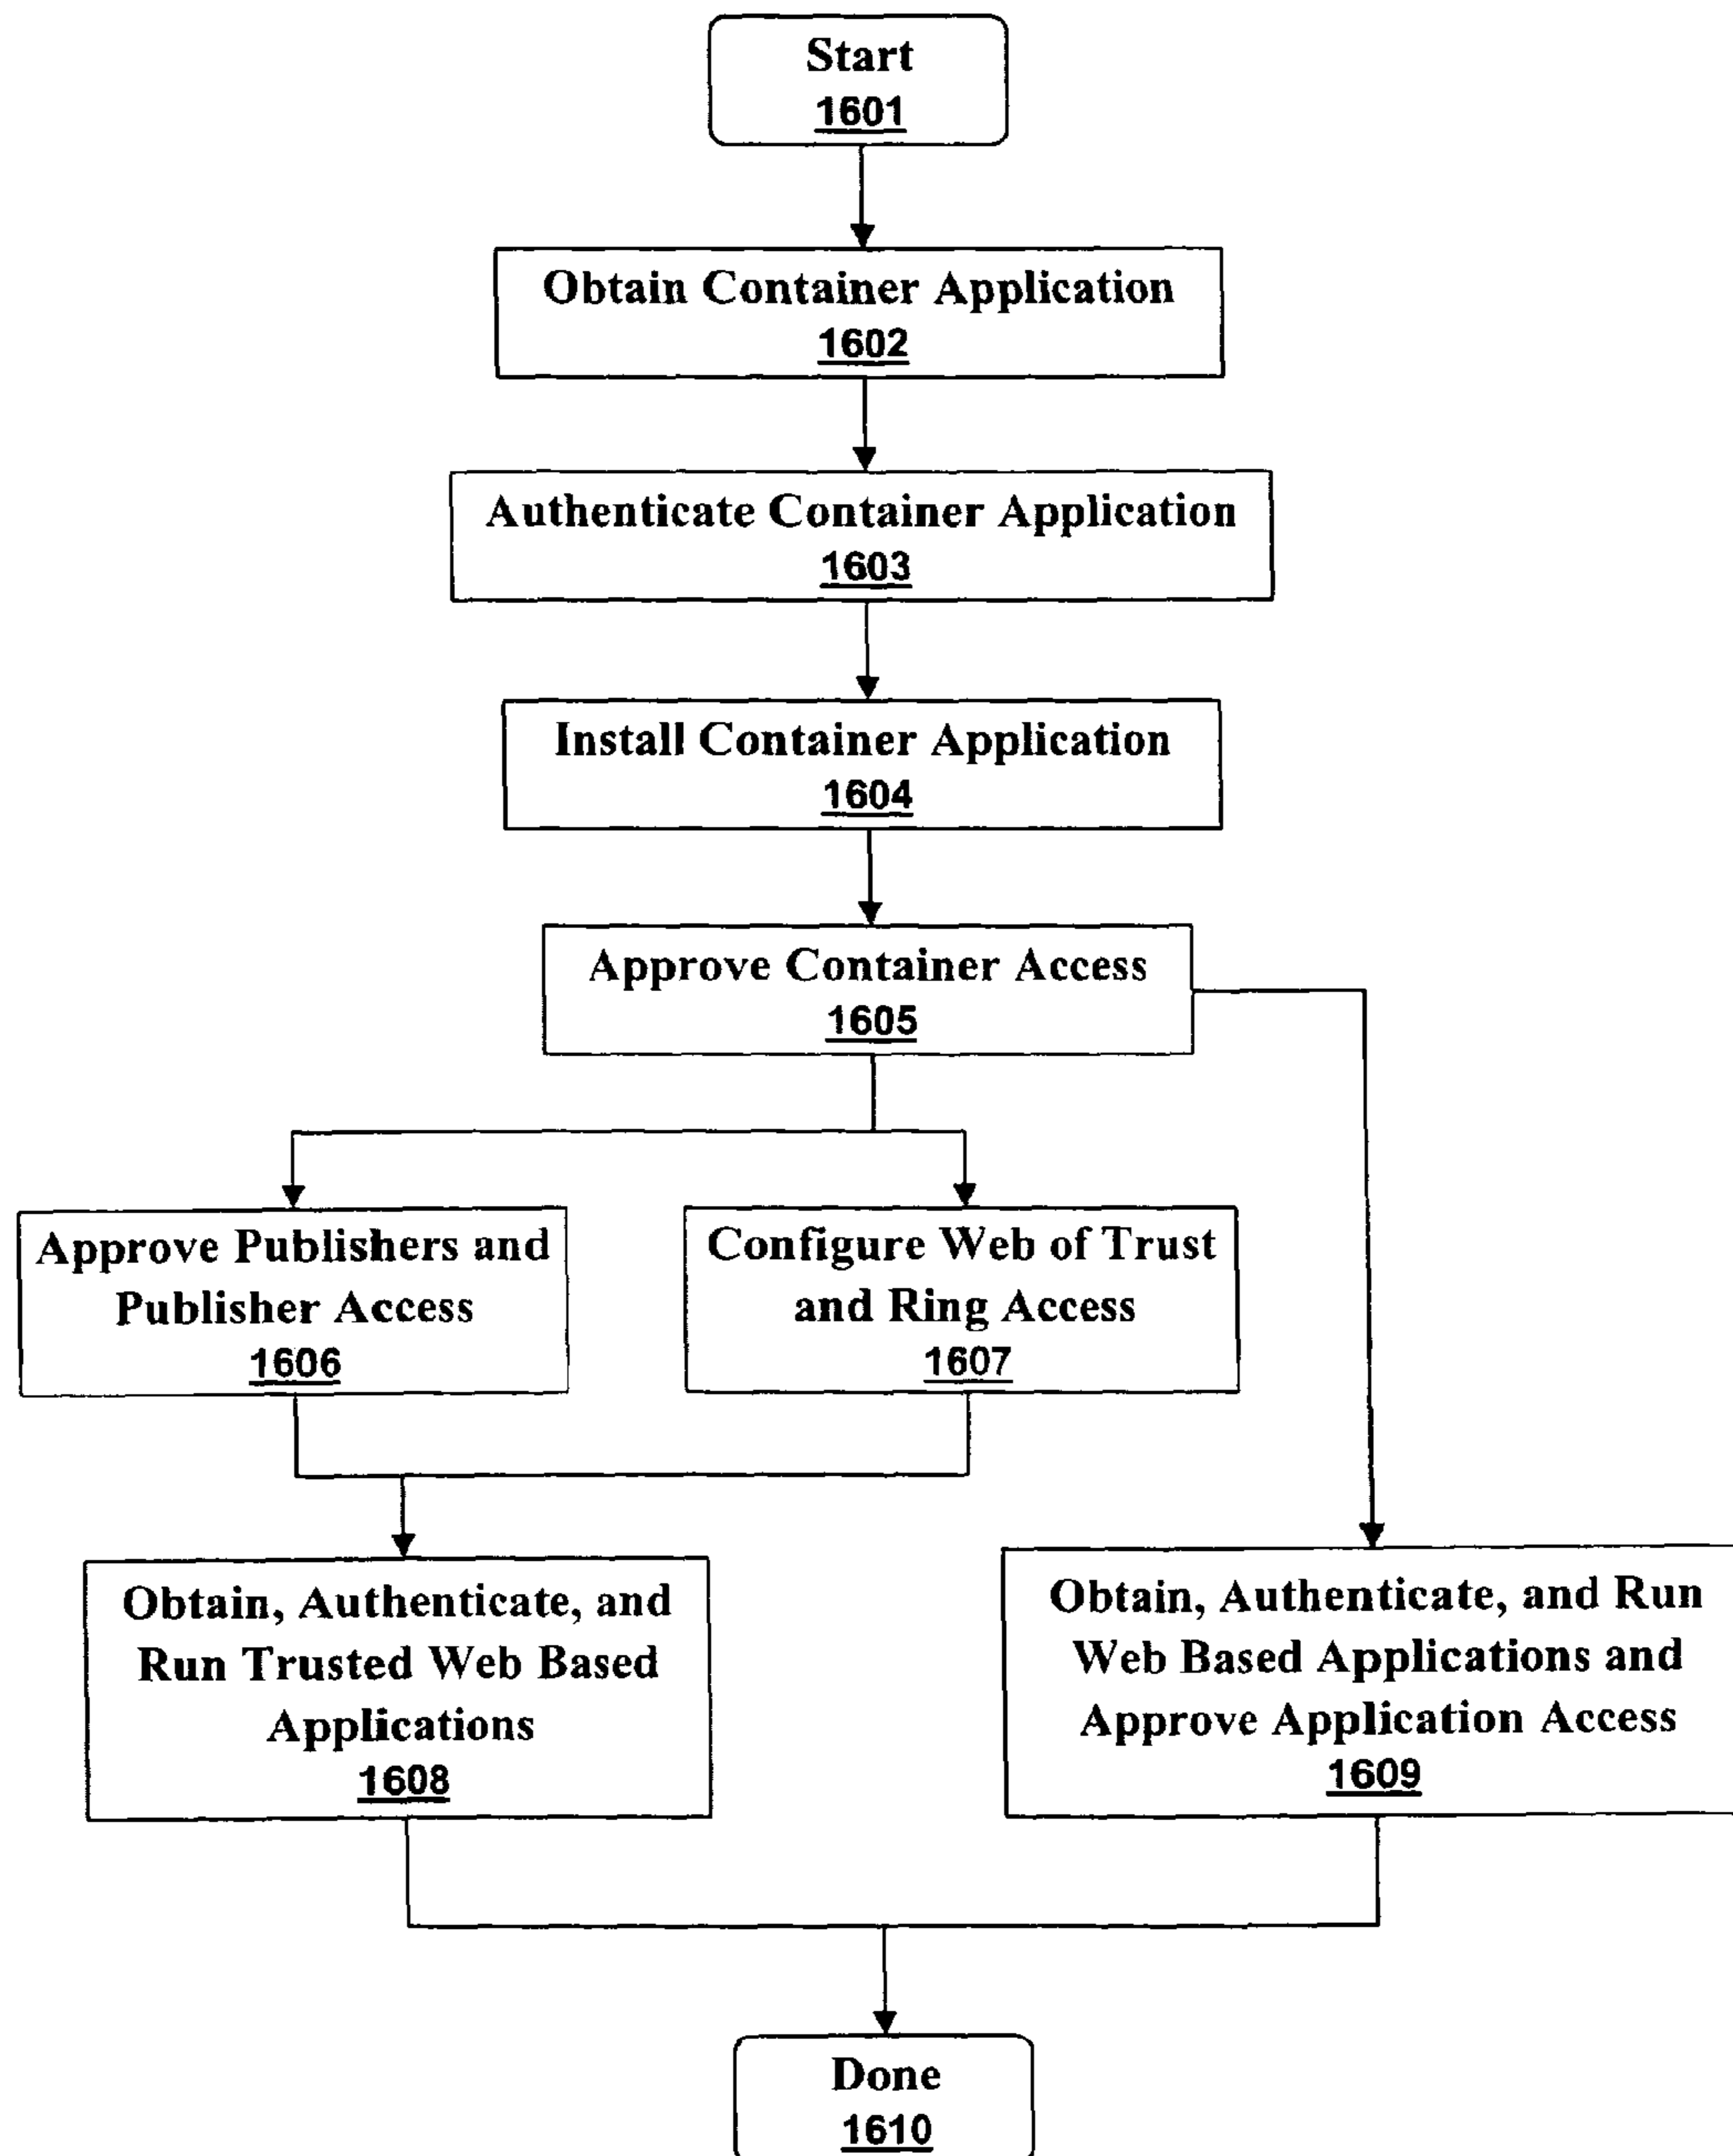 Start
1601
Obtain Container Application
1602
Authenticate Container Application
1603
Install Container Application
1604
Approve Container Access
1605
Approve Publishers and
Publisher Access
1606
Configure Web of Trust
and Ring Access
1607
Obtain, Authenticate, and
Run Trusted Web Based
Applications
1608
Obtain, Authenticate, and Run
Web Based Applications and
Approve Application Access
1609
Done
1610